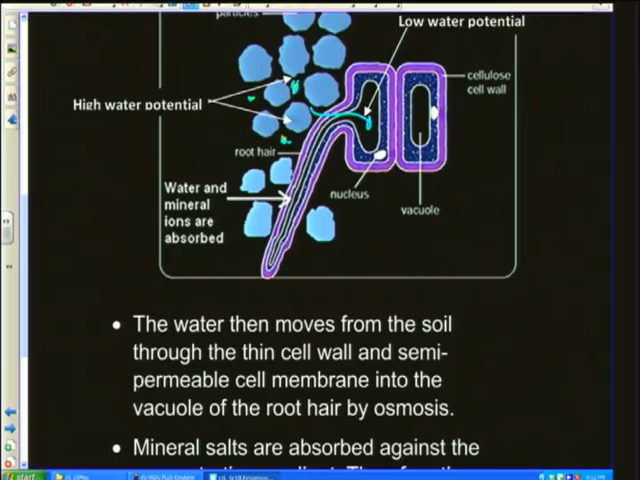 particles
Low water potential
cellulose
cell wall
High water potential
root hair
Water and
mineral
ions are
absorbed
nucleus
vacuole
• The water then moves from the soil
through the thin cell wall and semi-
permeable cell membrane into the
vacuole of the root hair by osmosis.
• Mineral salts are absorbed against the
start